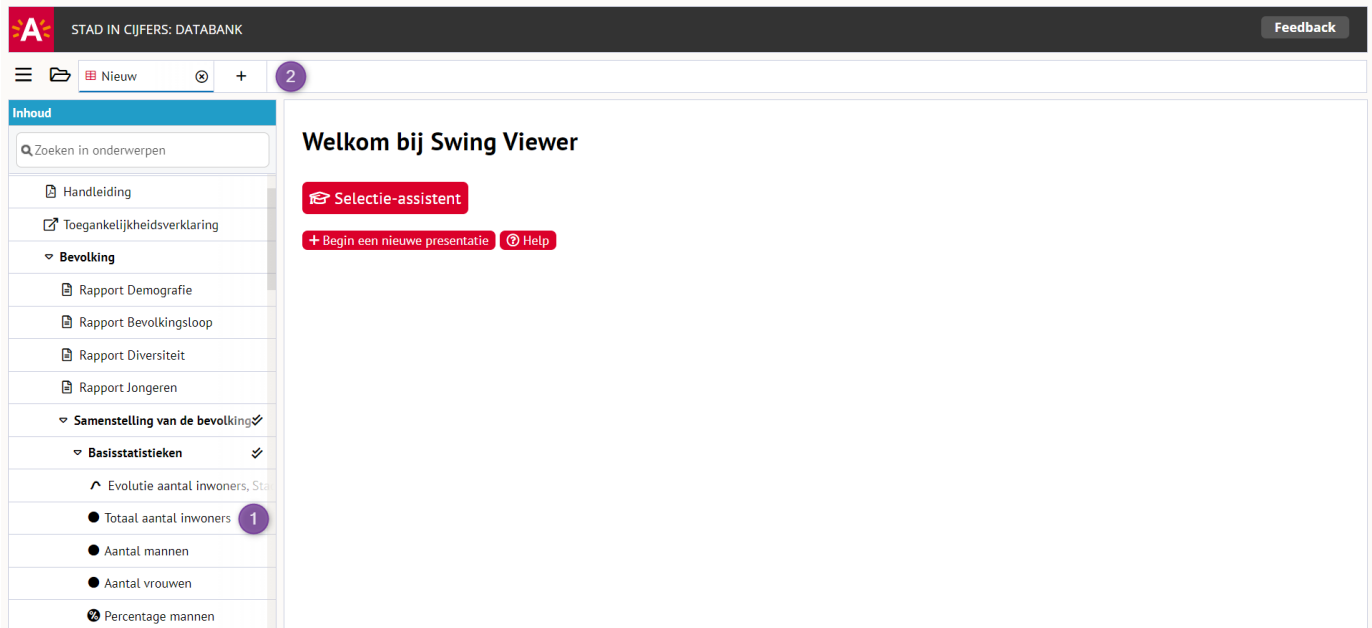 A STAD IN CIJFERS: DATABANK Feedback
Nieuw + 2
Inhoud
Zoeken in onderwerpen
Handleiding
Toegankelijkheidsverklaring
Bevolking
Rapport Demografie
Rapport Bevolkingsloop
Rapport Diversiteit
Rapport Jongeren
Samenstelling van de bevolking
Basisstatistieken
Evolutie aantal inwoners,
Totaal aantal inwoners 1
Aantal mannen
Aantal vrouwen
% Percentage mannen
Welkom bij Swing Viewer
Selectie-assistent
+ Begin een nieuwe presentatie ? Help